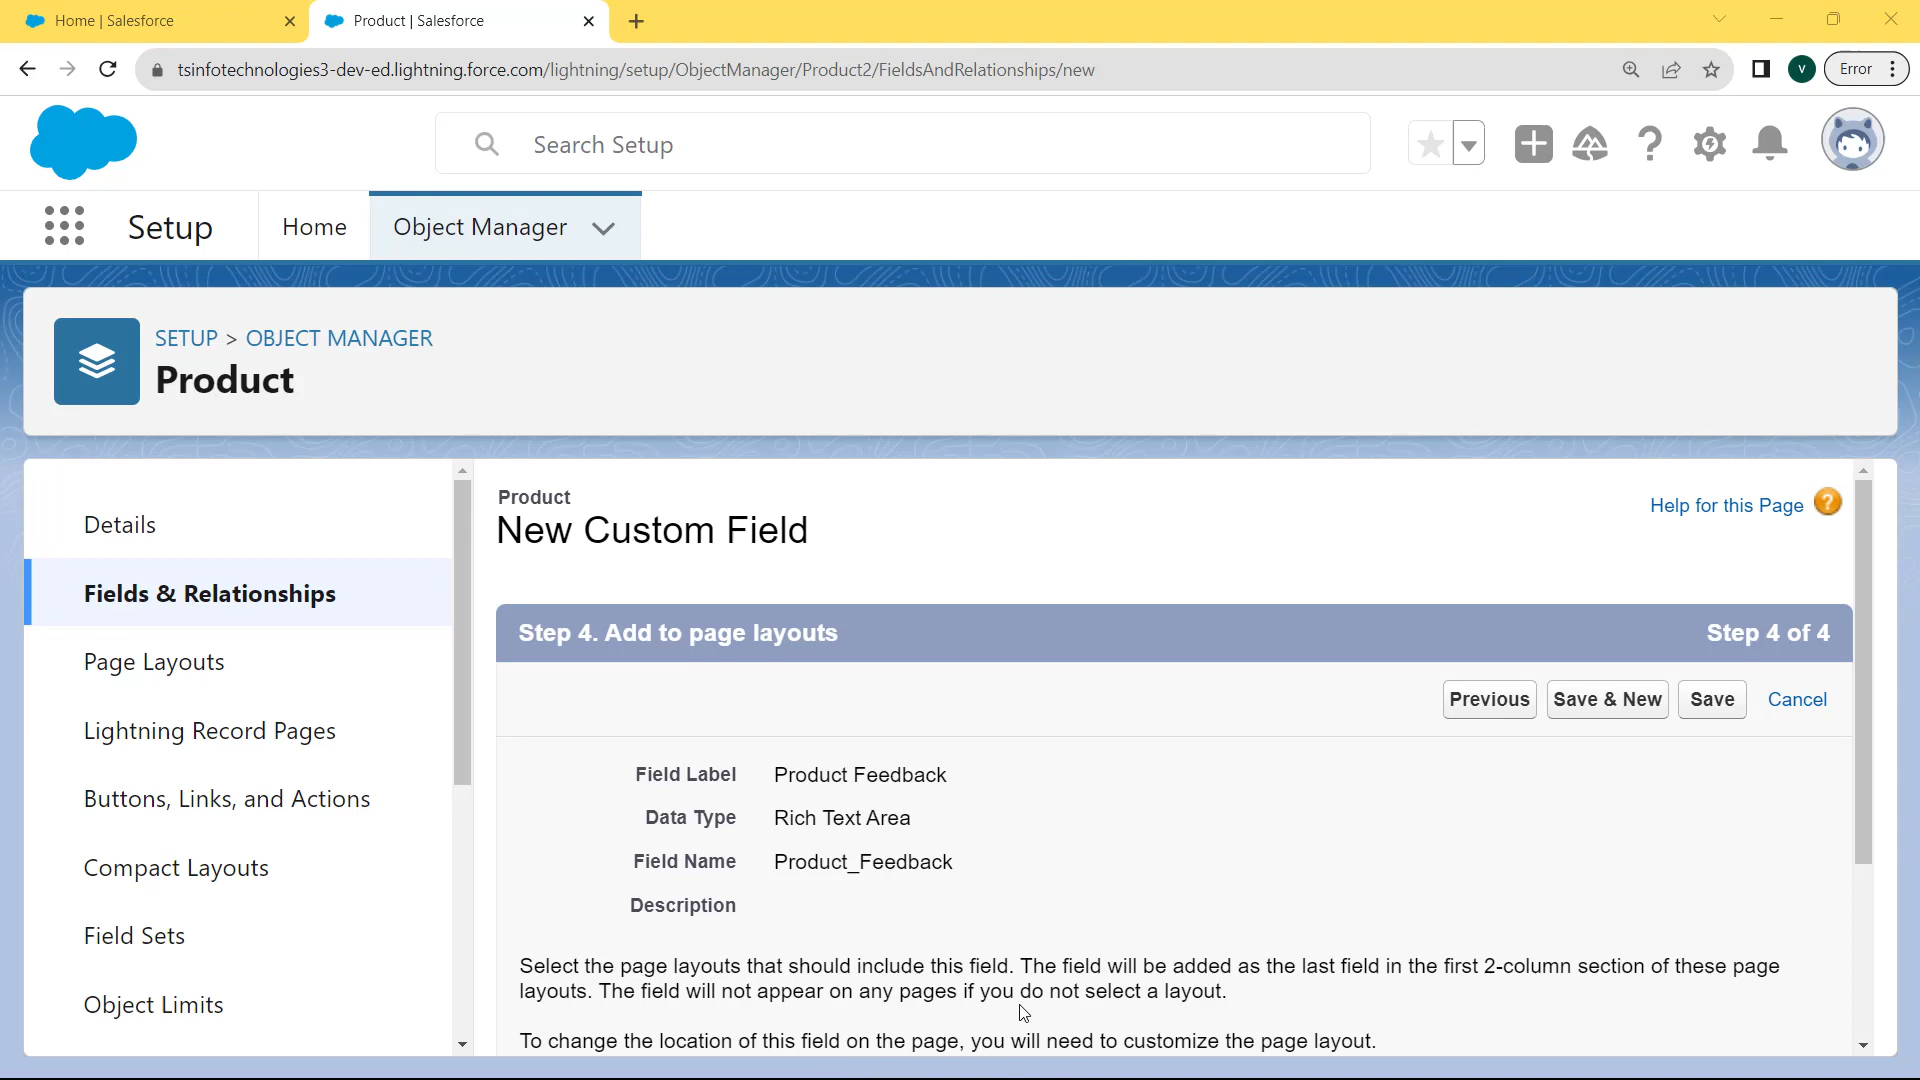 Home | Salesforce
Product | Salesforce
tsinfotechnologies3-dev-ed.lightning.force.com/lightning/setup/ObjectManager/Product2/FieldsAndRelationships/new
V
Error
Search Setup
Setup
Home
Object Manager
SETUP > OBJECT MANAGER
Product
Details
Fields & Relationships
Page Layouts
Lightning Record Pages
Buttons, Links, and Actions
Compact Layouts
Field Sets
Object Limits
Product
New Custom Field
Help for this Page ?
Step 4. Add to page layouts
Step 4 of 4
Previous
Save & New
Save
Cancel
Field Label Product Feedback
Data Type Rich Text Area
Field Name Product_Feedback
Description
Select the page layouts that should include this field. The field will be added as the last field in the first 2-column section of these page
layouts. The field will not appear on any pages if you do not select a layout.
To change the location of this field on the page, you will need to customize the page layout.